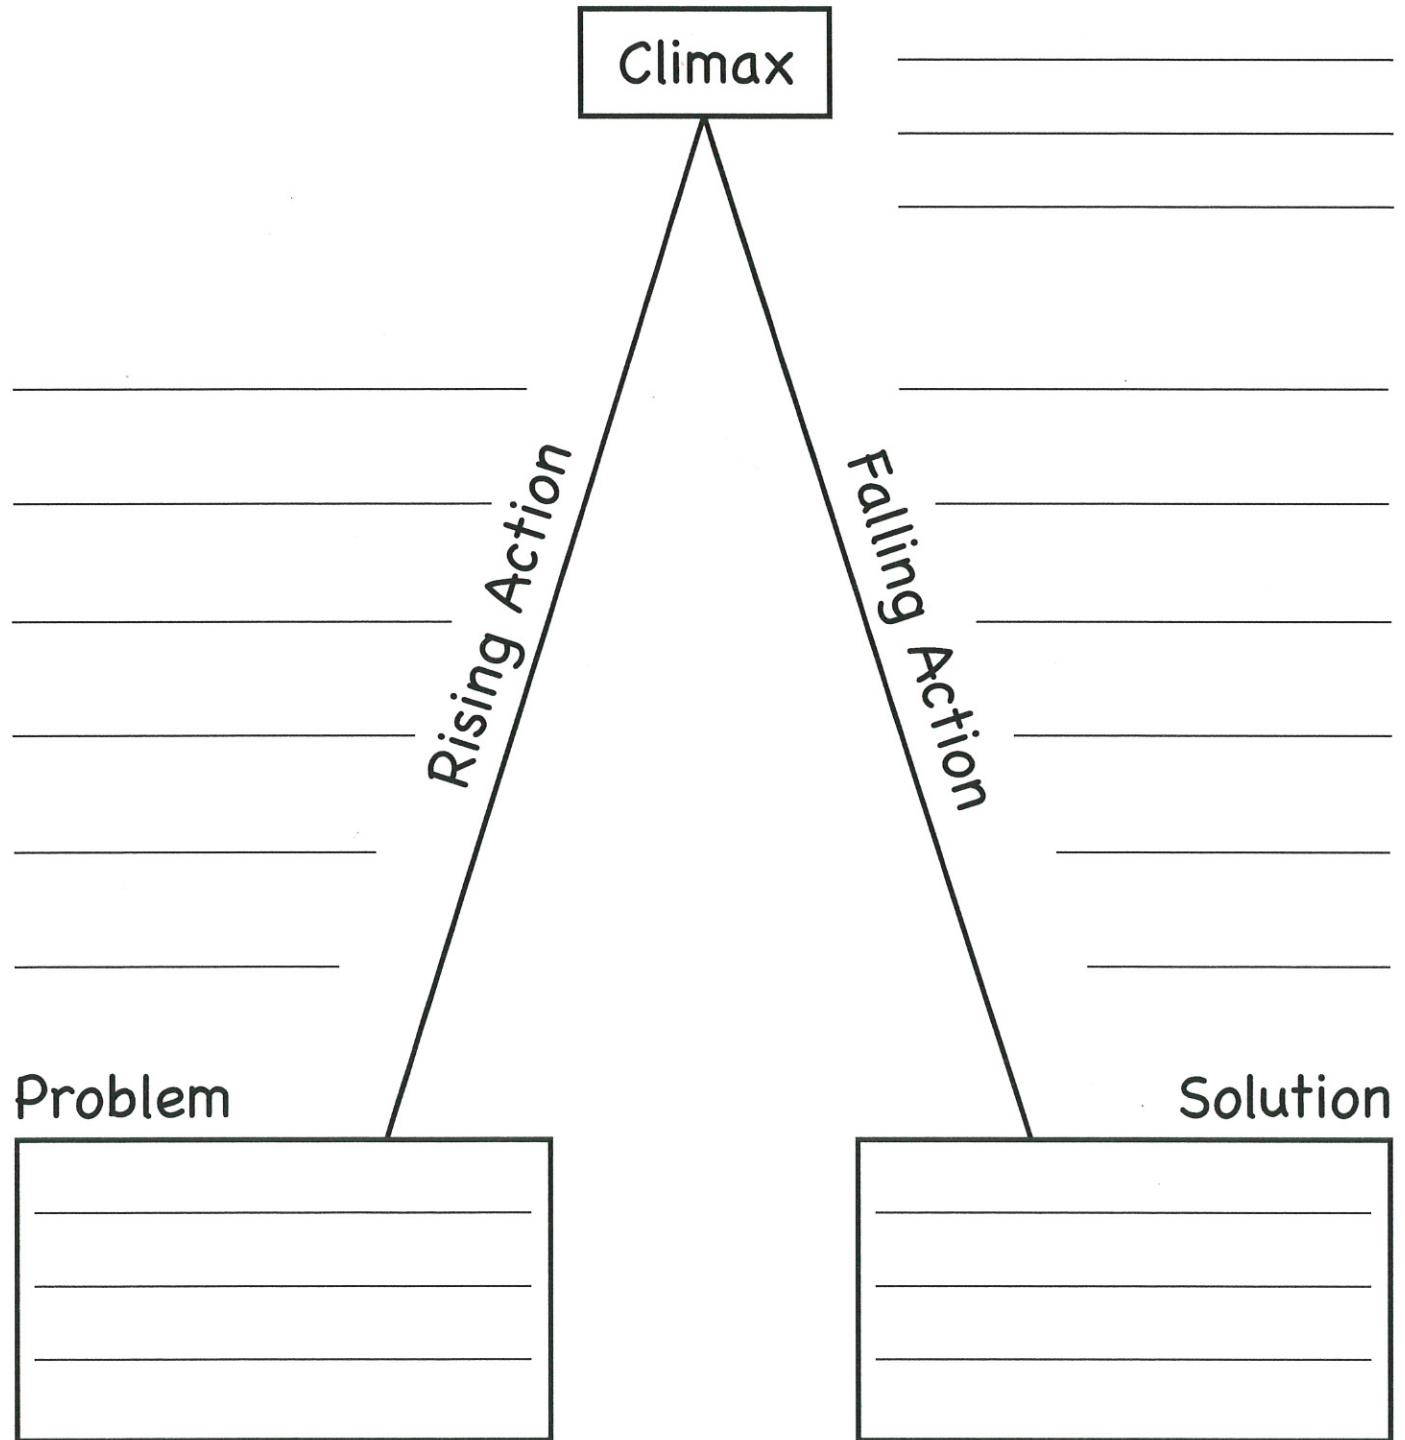 Climax
Rising Action
Falling Action
Problem
Solution